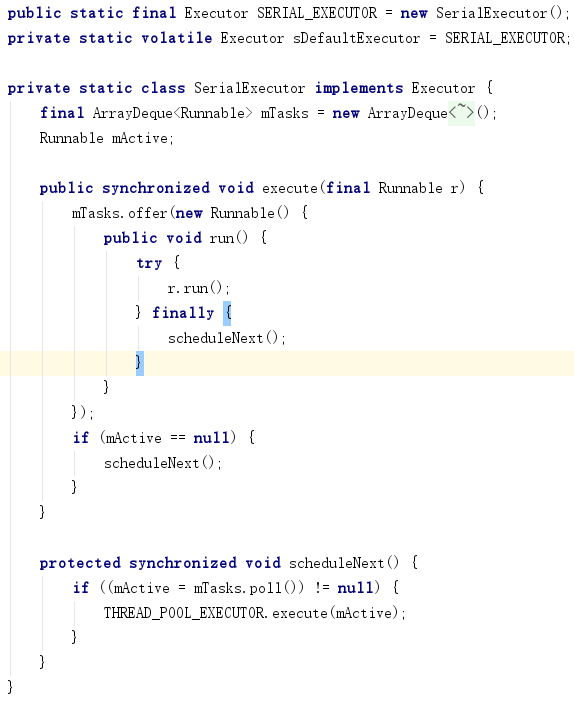 public static final Executor SERIAL_EXECUTOR = new SerialExecutor();
private static volatile Executor sDefaultExecutor = SERIAL_EXECUTOR;

private static class SerialExecutor implements Executor {
    final ArrayDeque<Runnable> mTasks = new ArrayDeque<~>();
    Runnable mActive;

    public synchronized void execute(final Runnable r) {
        mTasks.offer(new Runnable() {
            public void run() {
                try {
                    r.run();
                } finally {
                    scheduleNext();
                }
            }
        });
        if (mActive == null) {
            scheduleNext();
        }
    }

    protected synchronized void scheduleNext() {
        if ((mActive = mTasks.poll()) != null) {
            THREAD_POOL_EXECUTOR.execute(mActive);
        }
    }
}